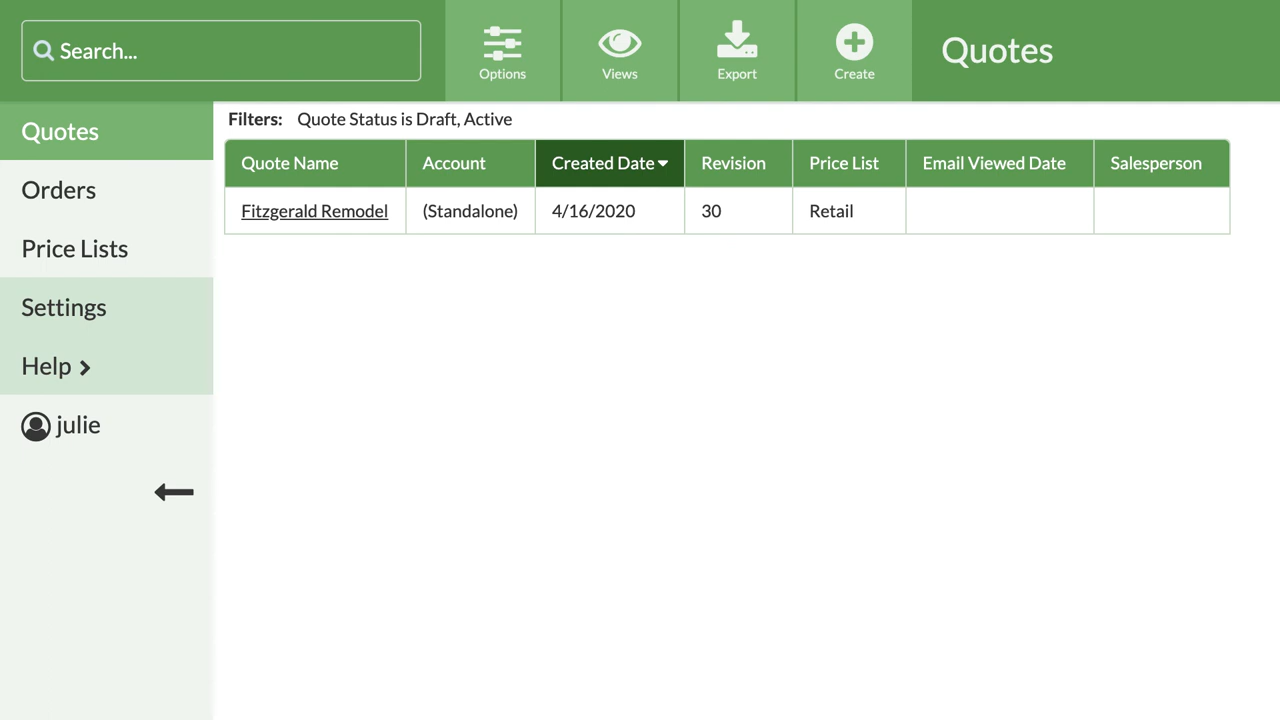 Search...
Options
Views
Export
Create
Quotes
Quotes
Orders
Price Lists
Settings
Help
julie
Filters: Quote Status is Draft, Active
Quote Name Account Created Date Revision Price List Email Viewed Date Salesperson
Fitzgerald Remodel (Standalone) 4/16/2020 30 Retail